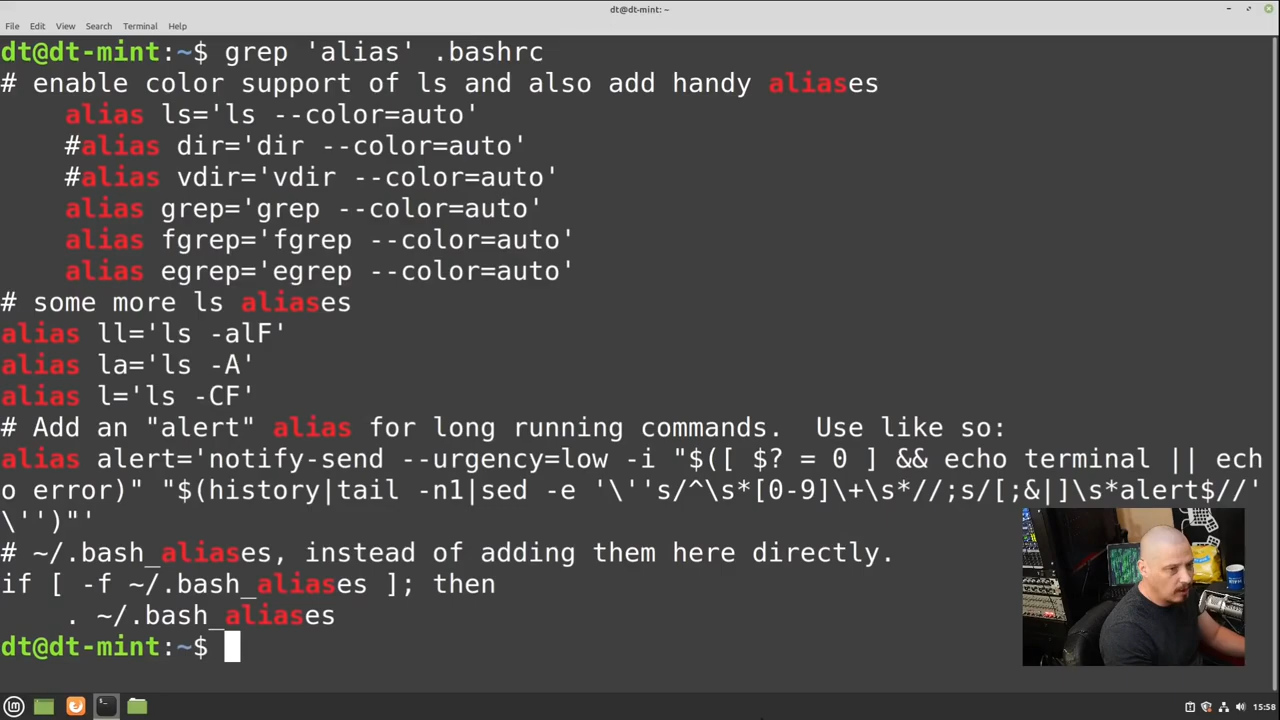 dt@dt-mint: ~
File Edit View Search Terminal Help
dt@dt-mint:~$ grep 'alias' .bashrc
# enable color support of ls and also add handy aliases
    alias ls='ls --color=auto'
    #alias dir='dir --color=auto'
    #alias vdir='vdir --color=auto'
    alias grep='grep --color=auto'
    alias fgrep='fgrep --color=auto'
    alias egrep='egrep --color=auto'
# some more ls aliases
alias ll='ls -alF'
alias la='ls -A'
alias l='ls -CF'
# Add an "alert" alias for long running commands.  Use like so:
alias alert='notify-send --urgency=low -i "$([ $? = 0 ] && echo terminal || ech
o error)" "$(history|tail -n1|sed -e '\''s/^\s*[0-9]\+\s*//;s/[;&|]\s*alert$//'
\'')"'
# ~/.bash_aliases, instead of adding them here directly.
if [ -f ~/.bash_aliases ]; then
    . ~/.bash_aliases
dt@dt-mint:~$
15:58